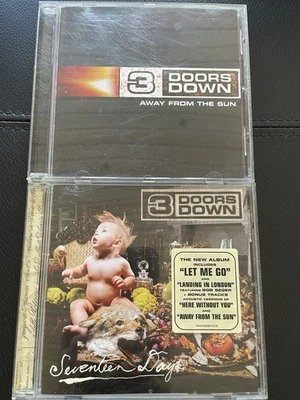 3 DOORS
DOWN
AWAY FROM THE SUN
3 DOORS
DOWN
THE NEW ALBUM
INCLUDES
"LET ME GO"
AND
"LANDING IN LONDON"
FEATURING BOB SEGER
+ BONUS TRACKS
ACOUSTIC VERSIONS OF
"HERE WITHOUT YOU"
AND
"AWAY FROM THE SUN"
Seventeen Days